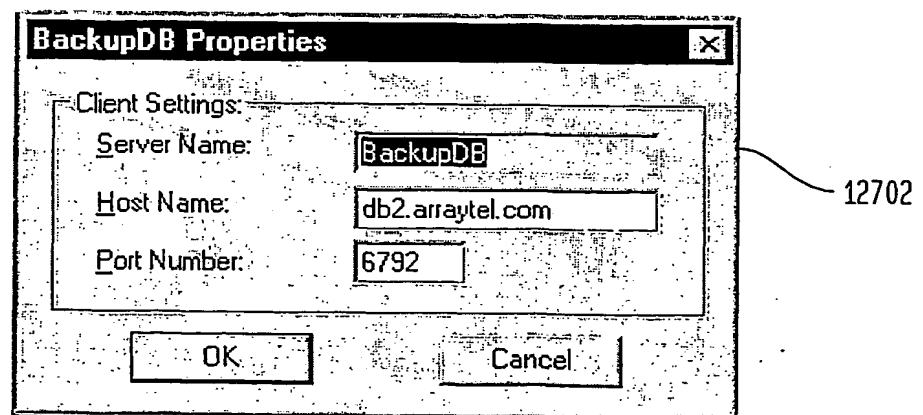 BackupDB Properties
Client Settings:
Server Name: BackupDB
Host Name: db2.arraytel.com
Port Number: 6792
OK Cancel
12702